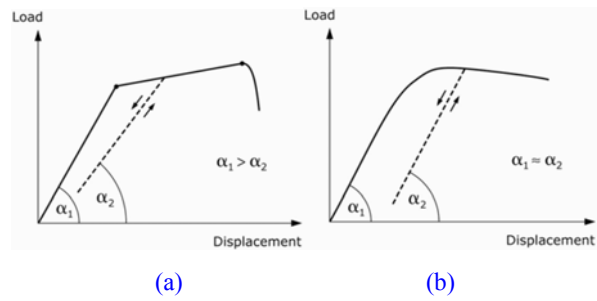 Load
α₁ > α₂
α₁
α₂
Displacement
(a)
Load
α₁ = α₂
α₁
α₂
Displacement
(b)